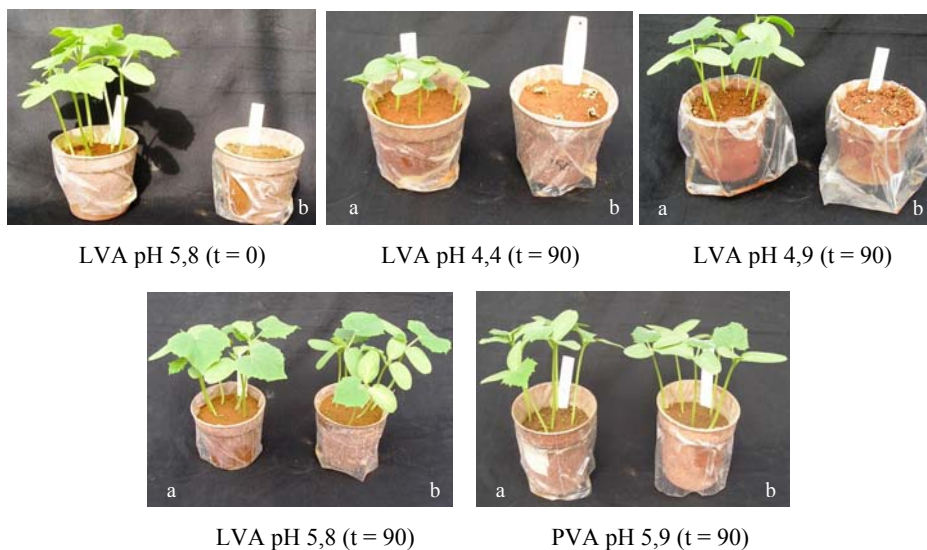 b
LVA pH 5,8 (t = 0)
a
b
LVA pH 4,4 (t = 90)
a
b
LVA pH 4,9 (t = 90)
a
b
LVA pH 5,8 (t = 90)
a
b
PVA pH 5,9 (t = 90)